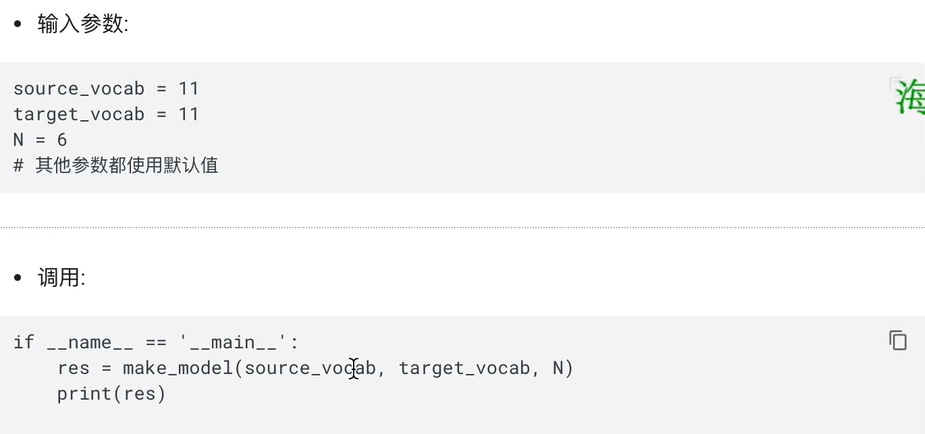 输入参数:
source_vocab = 11
target_vocab = 11
N = 6
# 其他参数都使用默认值
海
调用:
if __name__ == '__main__':
    res = make_model(source_vocab, target_vocab, N)
    print(res)